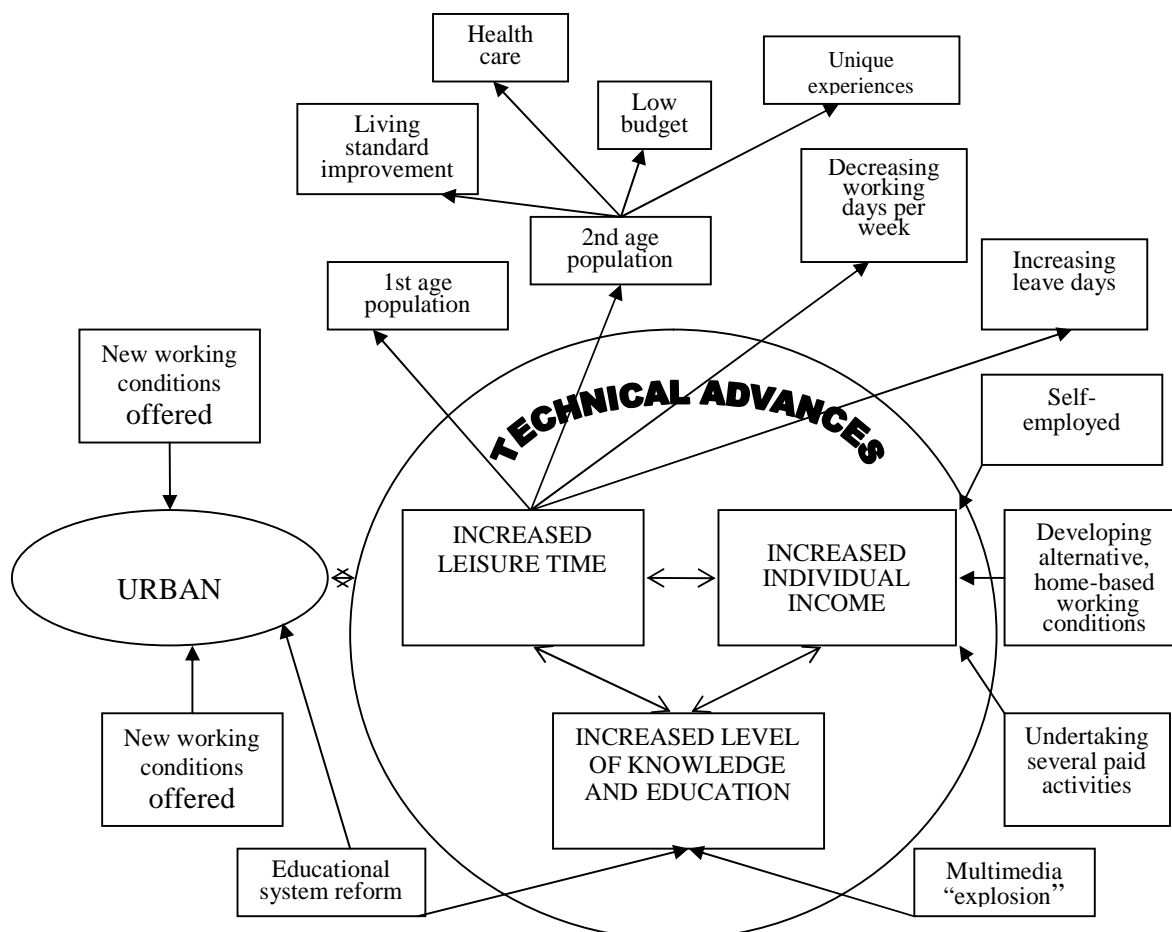 Health
care
Unique
experiences
Low
budget
Living
standard
improvement
Decreasing
working
days per
week
2nd age
population
Increasing
leave days
1st age
population
New working
conditions
offered
TECHNICAL ADVANCES
Self-
employed
INCREASED
LEISURE TIME
INCREASED
INDIVIDUAL
INCOME
Developing
alternative,
home-based
working
conditions
URBAN
New working
conditions
offered
INCREASED LEVEL
OF KNOWLEDGE
AND EDUCATION
Undertaking
several paid
activities
Educational
system reform
Multimedia
“explosion”